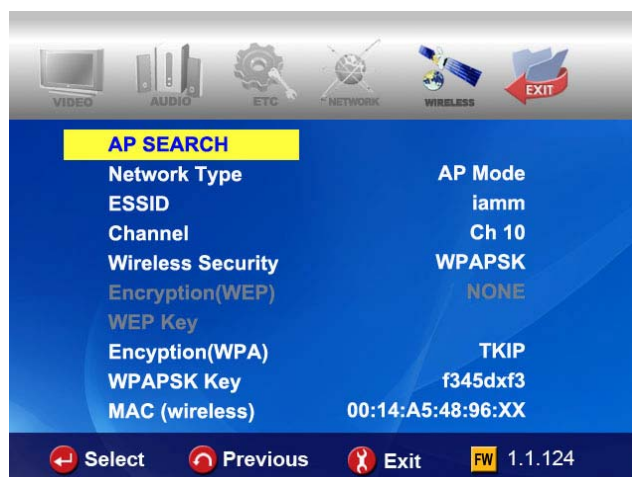 VIDEO AUDIO ETC NETWORK WIRELESS EXIT
AP SEARCH
Network Type AP Mode
ESSID iamm
Channel Ch 10
Wireless Security WPAPSK
Encryption(WEP) NONE
WEP Key
Encyption(WPA) TKIP
WPAPSK Key f345dxf3
MAC (wireless) 00:14:A5:48:96:XX
Select Previous Exit FW 1.1.124